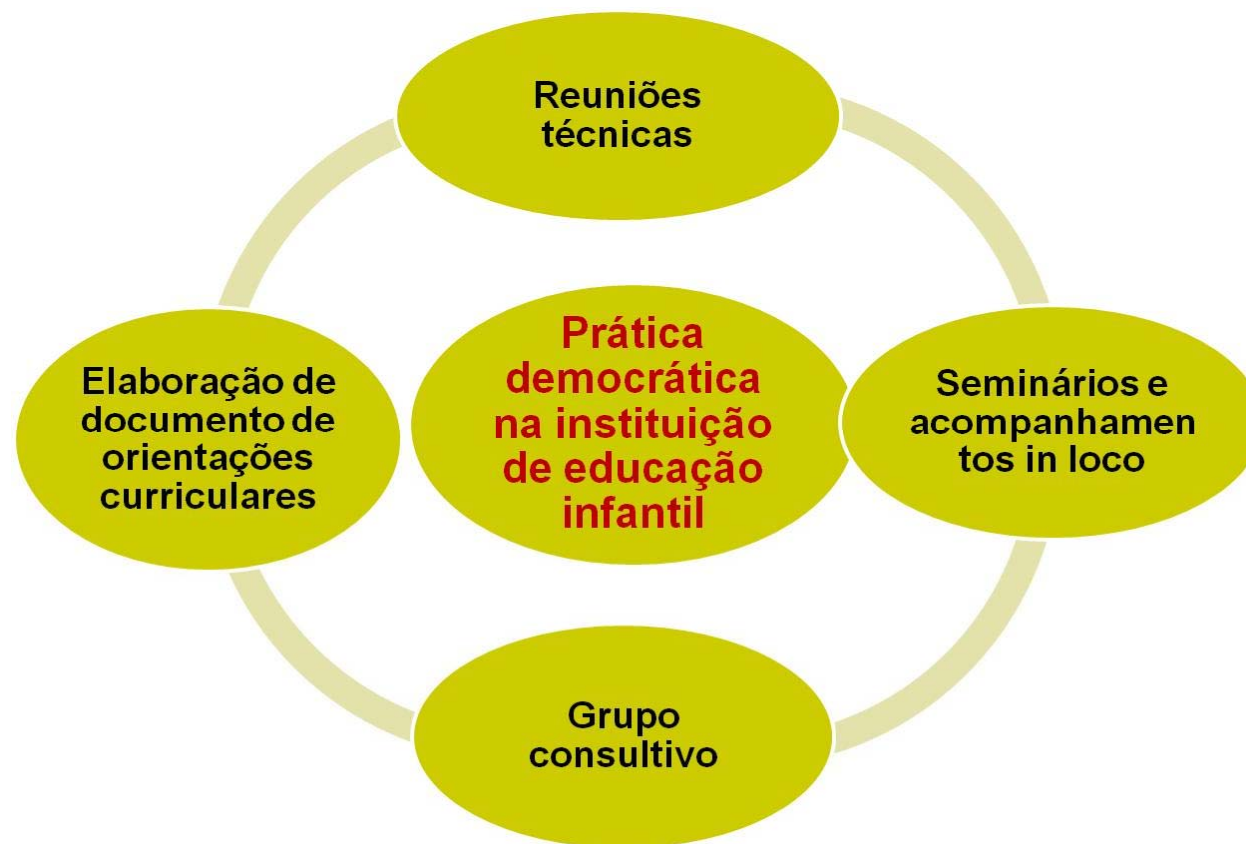 Reuniões
técnicas
Elaboração de
documento de
orientações
curriculares
Prática
democrática
na instituição
de educação
infantil
Seminários e
acompanhamen
tos in loco
Grupo
consultivo